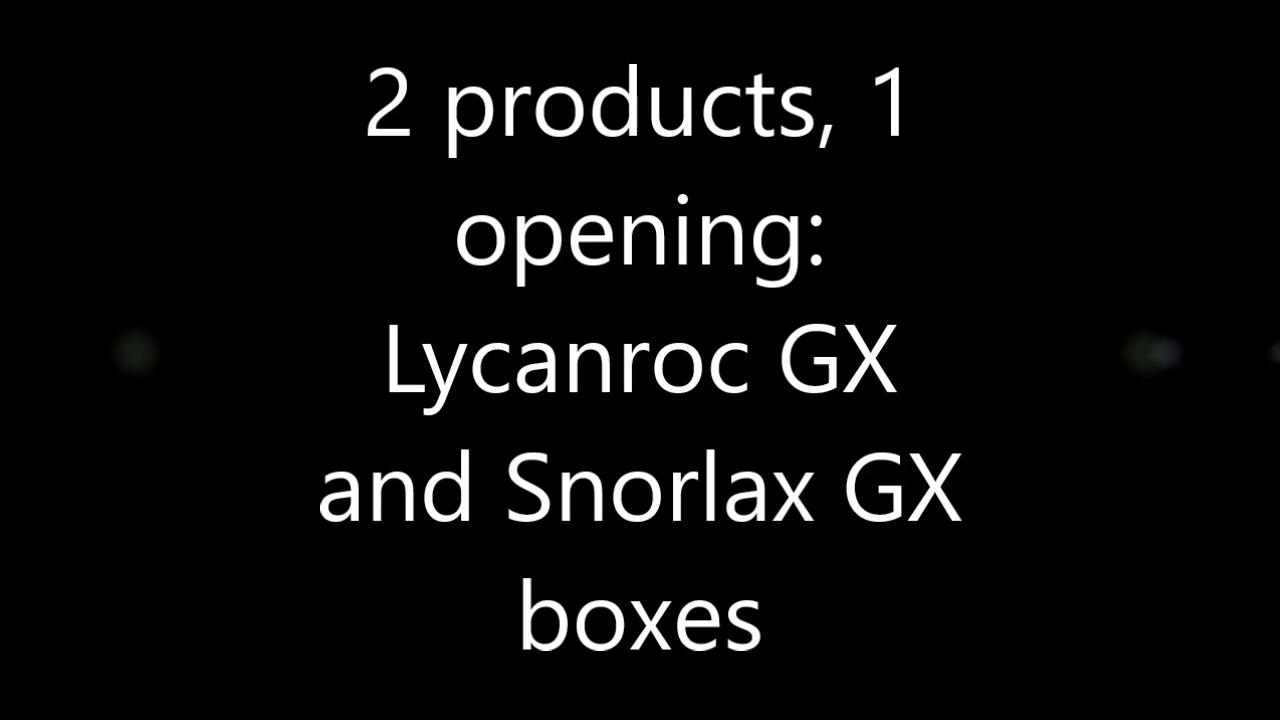 2 products, 1
opening:
Lycanroc GX
and Snorlax GX
boxes